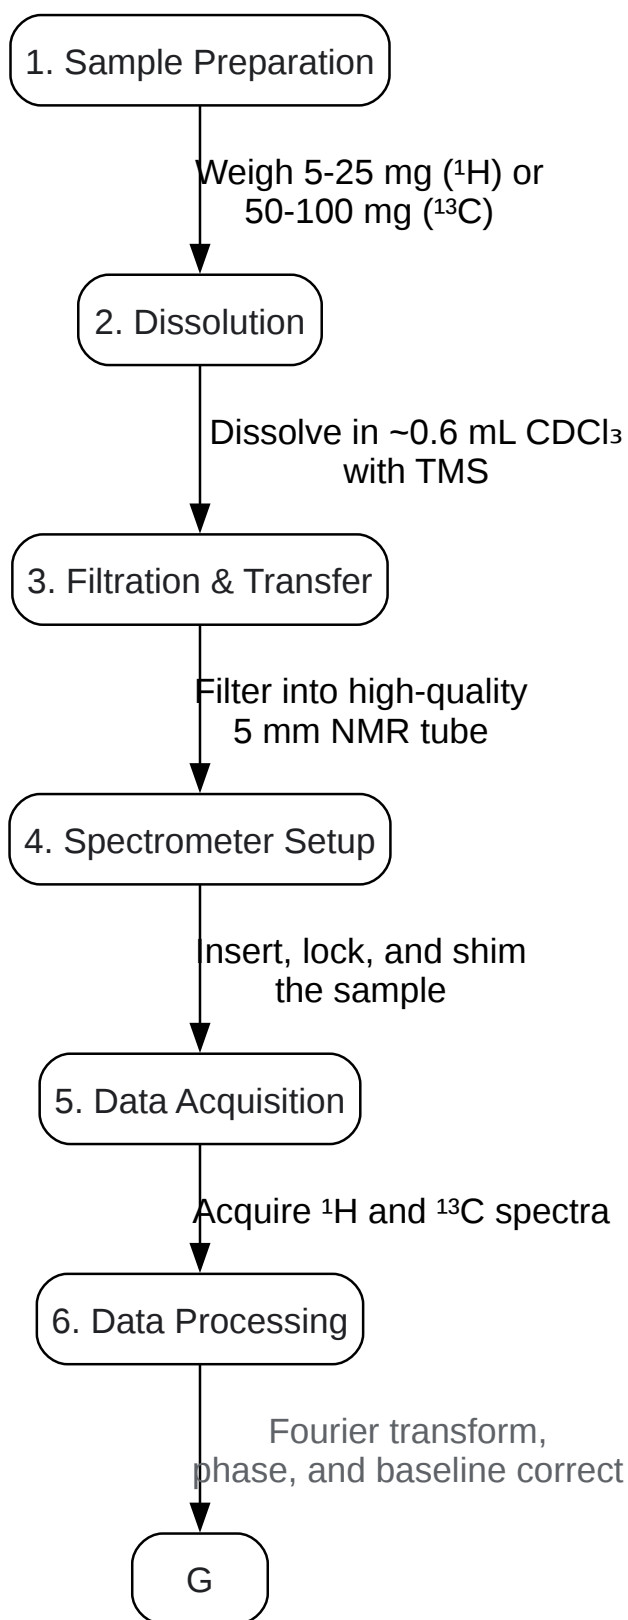 1. Sample Preparation
Weigh 5-25 mg (¹H) or
50-100 mg (¹³C)
2. Dissolution
Dissolve in ~0.6 mL CDCl₃
with TMS
3. Filtration & Transfer
Filter into high-quality
5 mm NMR tube
4. Spectrometer Setup
Insert, lock, and shim
the sample
5. Data Acquisition
Acquire ¹H and ¹³C spectra
6. Data Processing
Fourier transform,
phase, and baseline correct
G